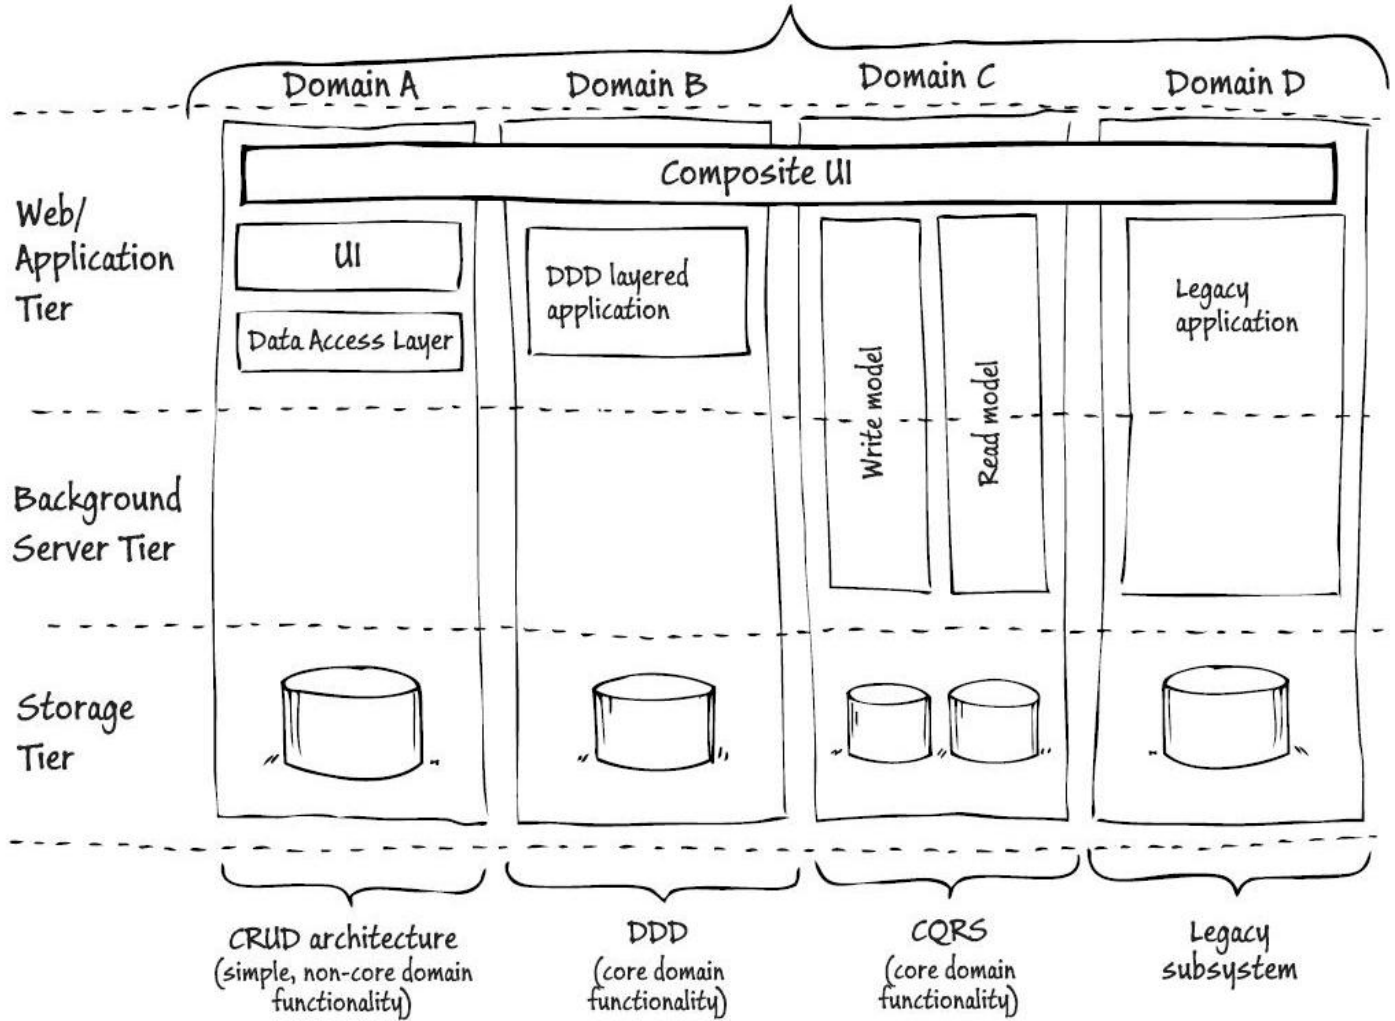 Domain A
Domain B
Domain C
Domain D
Composite UI
Web/
Application
Tier
UI
Data Access Layer
DDD layered
application
Write model
Read model
Legacy
application
Background
Server Tier
Storage
Tier
CRUD architecture
(simple, non-core domain
functionality)
DDD
(core domain
functionality)
CQRS
(core domain
functionality)
Legacy
subsystem